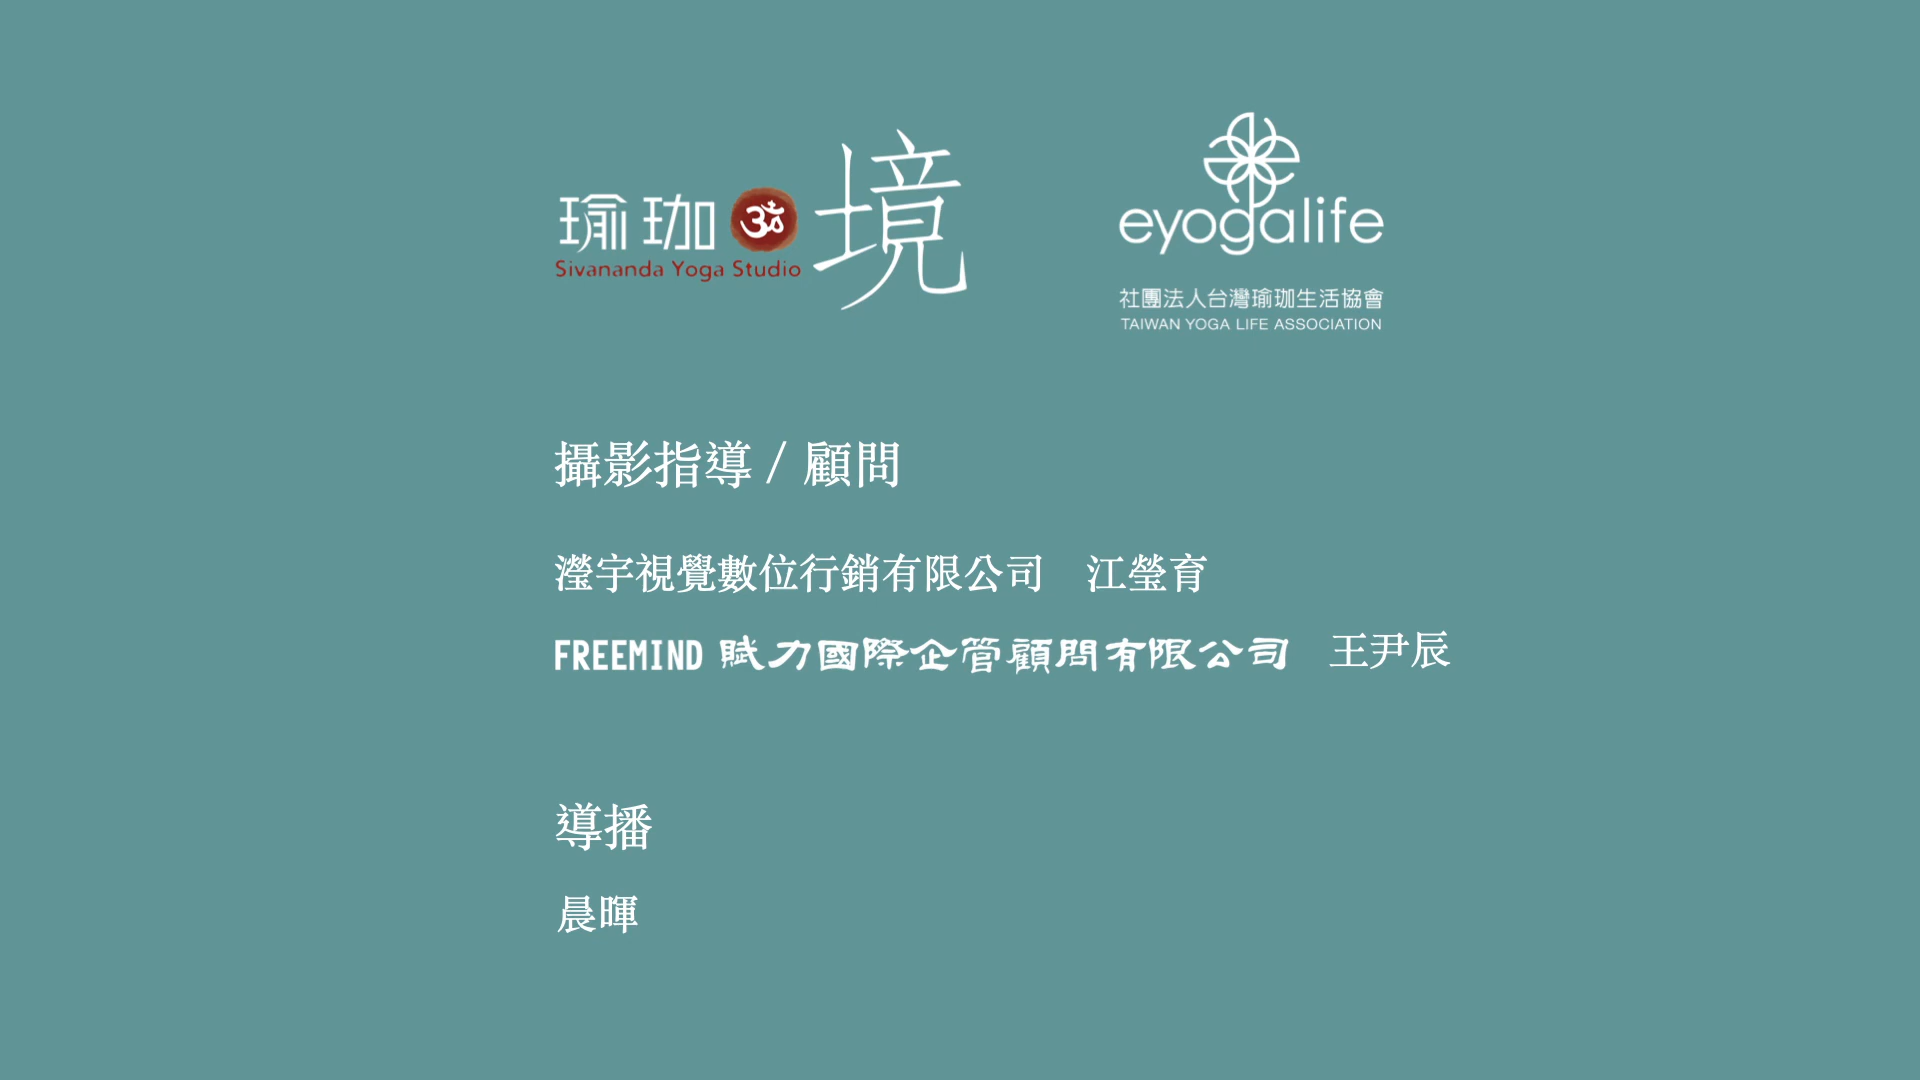 瑜珈ॐ境
Sivananda Yoga Studio
eyogalife
社團法人台灣瑜珈生活協會
TAIWAN YOGA LIFE ASSOCIATION
攝影指導 / 顧問
瀅宇視覺數位行銷有限公司　江瑩育
FREEMIND 賦力國際企管顧問有限公司　王尹辰
導播
晨暉